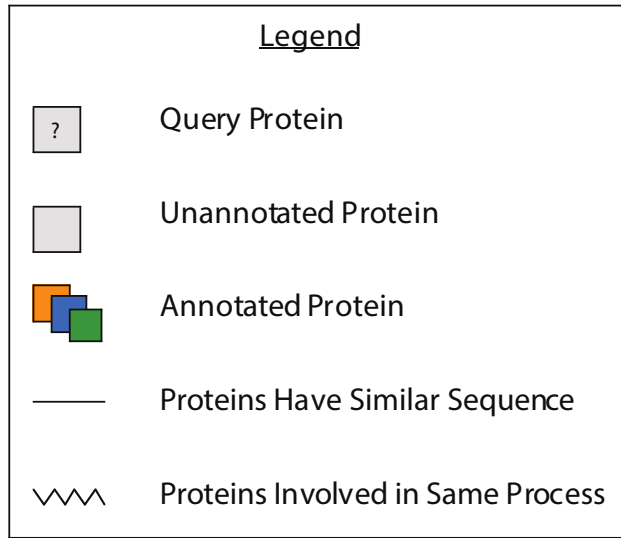 Legend
?
Query Protein
Unannotated Protein
Annotated Protein
Proteins Have Similar Sequence
Proteins Involved in Same Process